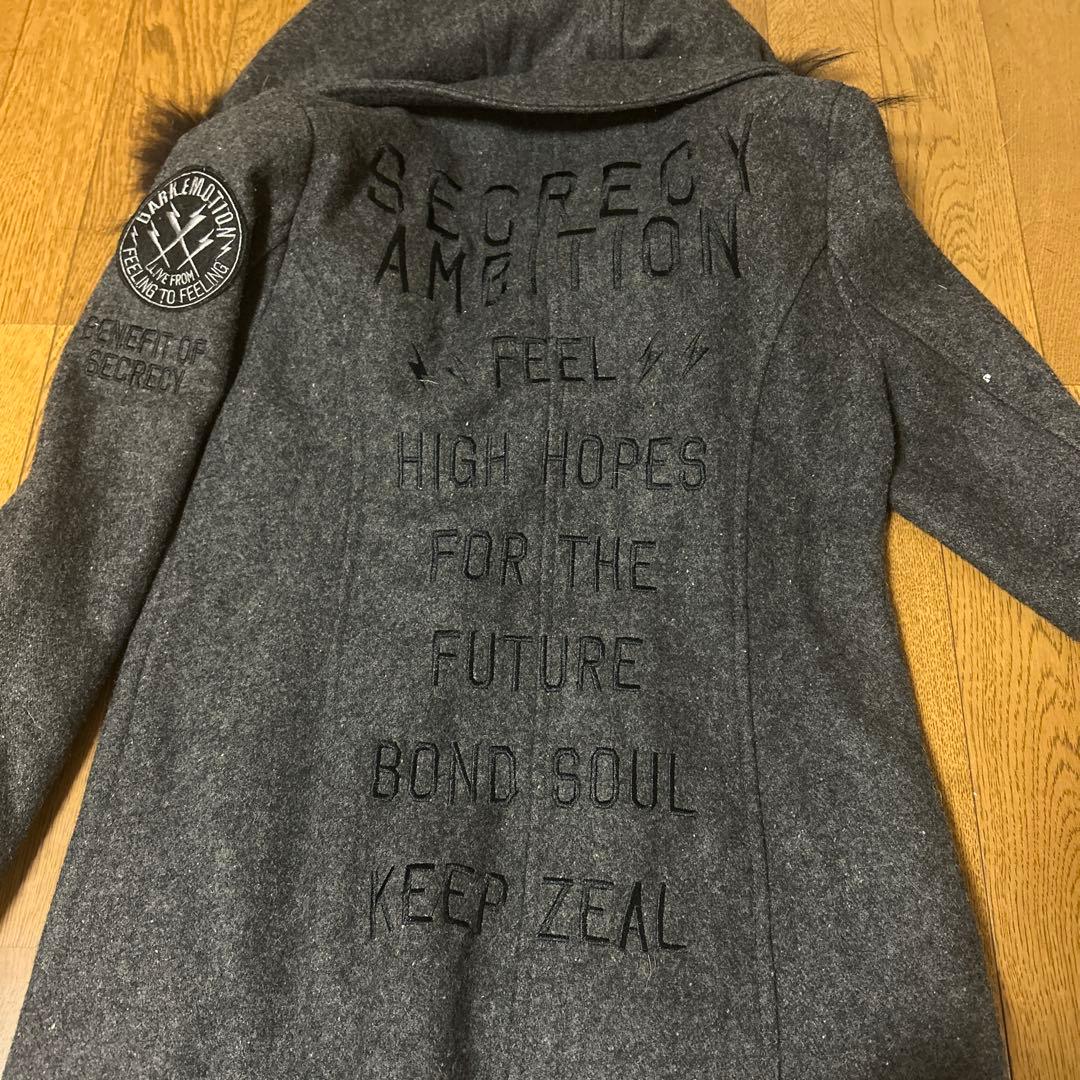 SECRECY
AMBITION
FEEL
HIGH HOPES
FOR THE
FUTURE
BOND SOUL
KEEP ZEAL
DARK.EMOTION
LIVE FROM
FEELING TO FEELING
BENEFIT OF
SECRECY